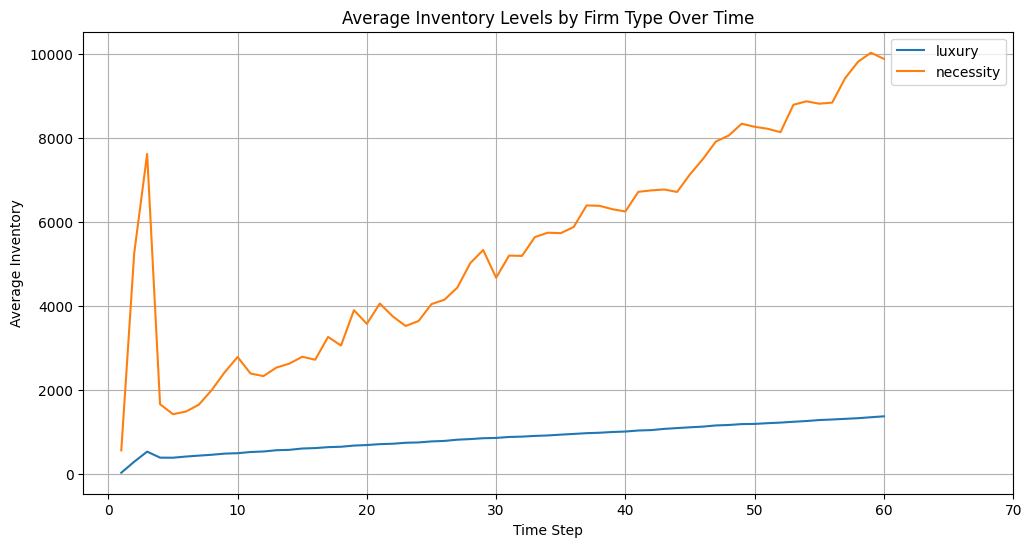 Average Inventory Levels by Firm Type Over Time
luxury
necessity
Average Inventory
10000
8000
6000
4000
2000
0
0 10 20 30 40 50 60 70
Time Step